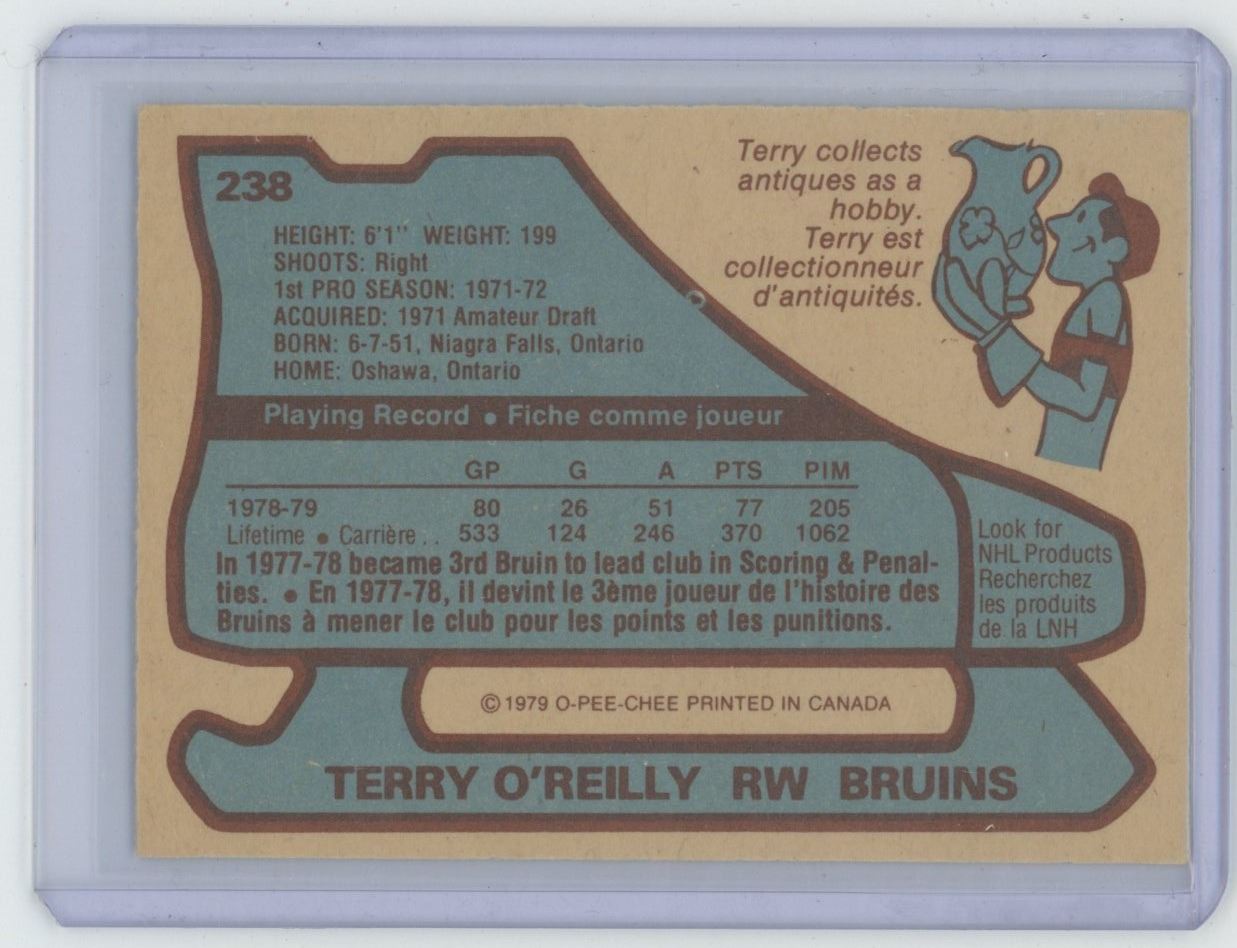 238
HEIGHT: 6'1" WEIGHT: 199
SHOOTS: Right
1st PRO SEASON: 1971-72
ACQUIRED: 1971 Amateur Draft
BORN: 6-7-51, Niagra Falls, Ontario
HOME: Oshawa, Ontario
Terry collects
antiques as a
hobby.
Terry est
collectionneur
d'antiquités.
Playing Record • Fiche comme joueur
GP G A PTS PIM
1978-79 80 26 51 77 205
Lifetime • Carrière . . 533 124 246 370 1062
In 1977-78 became 3rd Bruin to lead club in Scoring & Penal-
ties. • En 1977-78, il devint le 3ème joueur de l'histoire des
Bruins à mener le club pour les points et les punitions.
Look for
NHL Products
Recherchez
les produits
de la LNH
© 1979 O-PEE-CHEE PRINTED IN CANADA
TERRY O'REILLY RW BRUINS